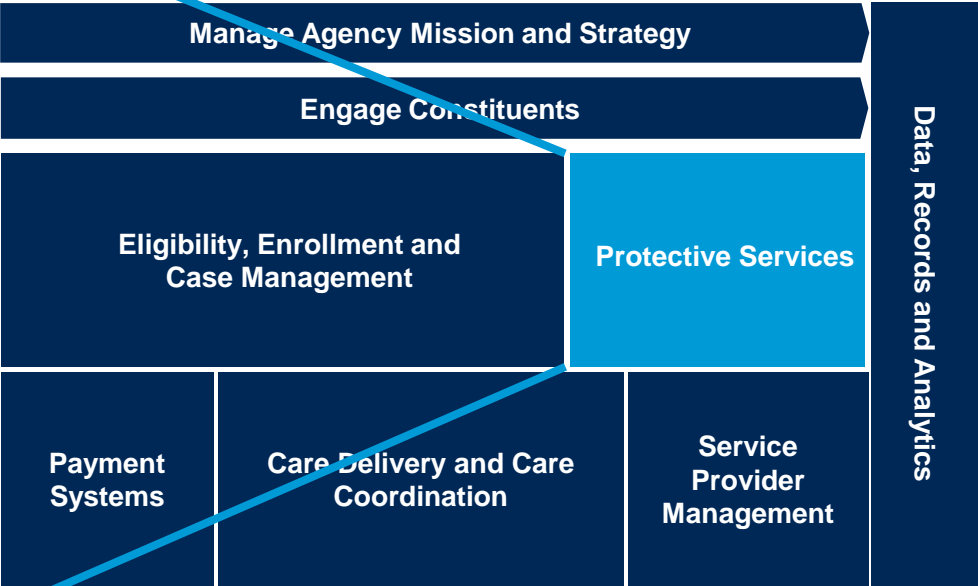 Manage Agency Mission and Strategy
Engage Constituents
Eligibility, Enrollment and
Case Management
Protective Services
Data, Records and Analytics
Payment
Systems
Care Delivery and Care
Coordination
Service
Provider
Management